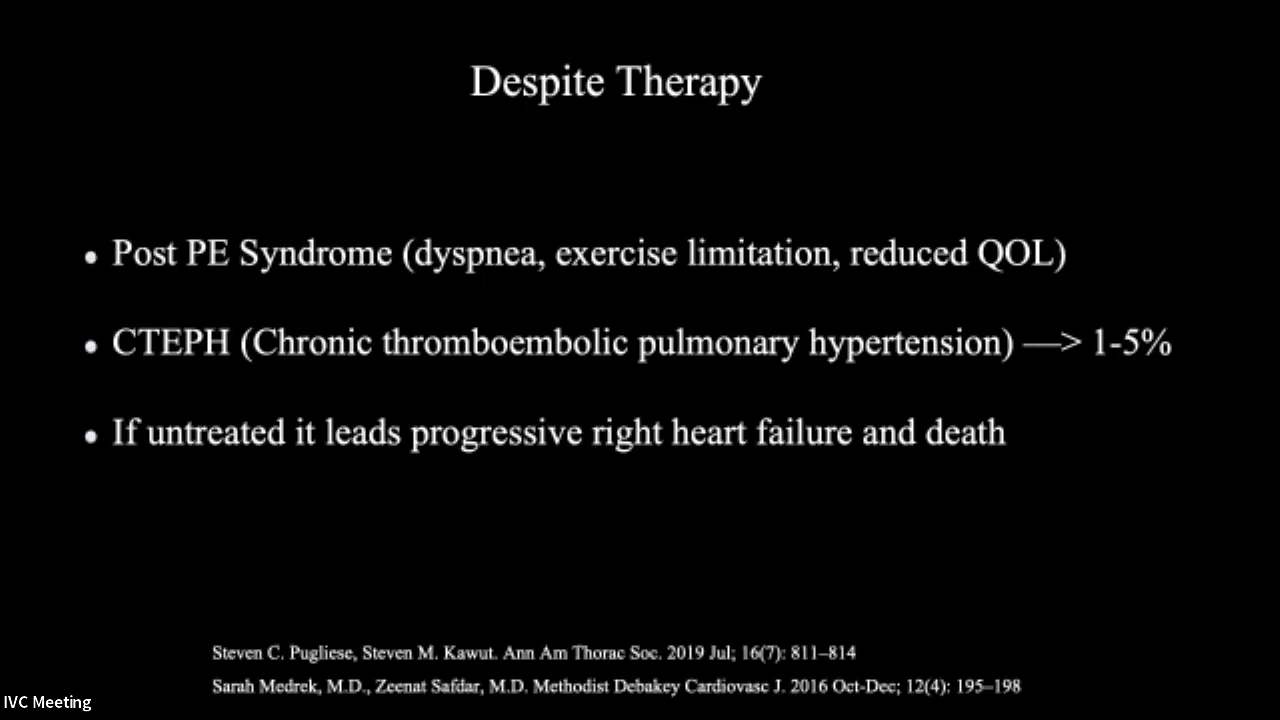 Despite Therapy
• Post PE Syndrome (dyspnea, exercise limitation, reduced QOL)
• CTEPH (Chronic thromboembolic pulmonary hypertension) —> 1-5%
• If untreated it leads progressive right heart failure and death
Steven C. Pugliese, Steven M. Kawut. Ann Am Thorac Soc. 2019 Jul; 16(7): 811–814
Sarah Medrek, M.D., Zeenat Safdar, M.D. Methodist Debakey Cardiovasc J. 2016 Oct-Dec; 12(4): 195–198
IVC Meeting